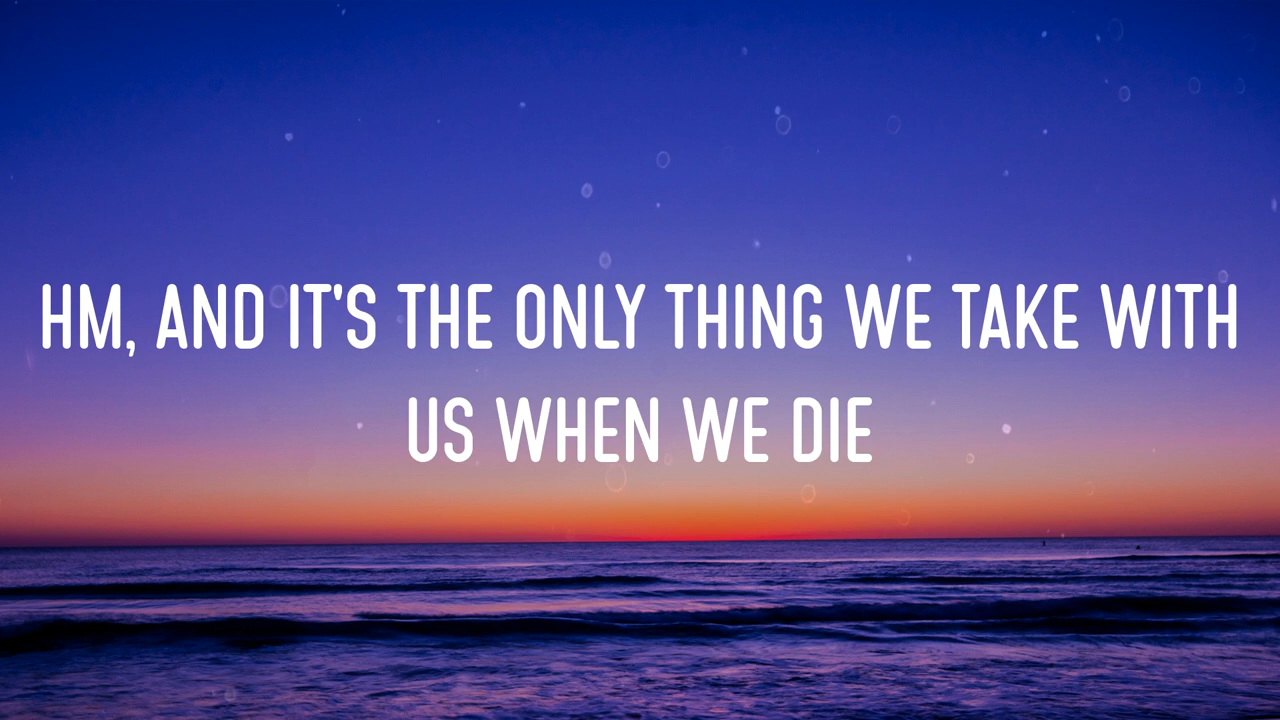 HM, AND IT'S THE ONLY THING WE TAKE WITH
US WHEN WE DIE